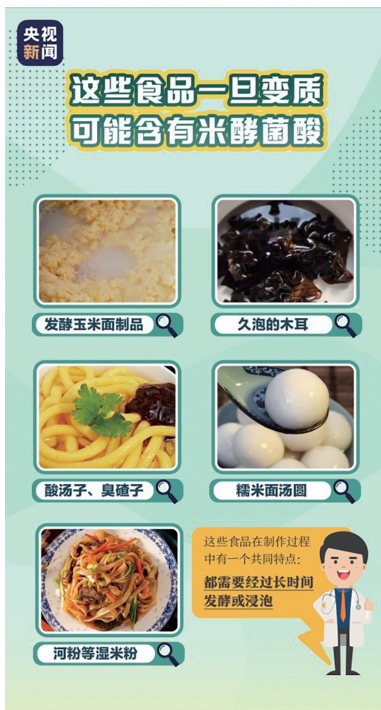 央视
新闻
这些食品一旦变质
可能含有米酵菌酸
发酵玉米面制品
久泡的木耳
酸汤子、臭碴子
糯米面汤圆
这些食品在制作过程
中有一个共同特点：
都需要经过长时间
发酵或浸泡
河粉等湿米粉